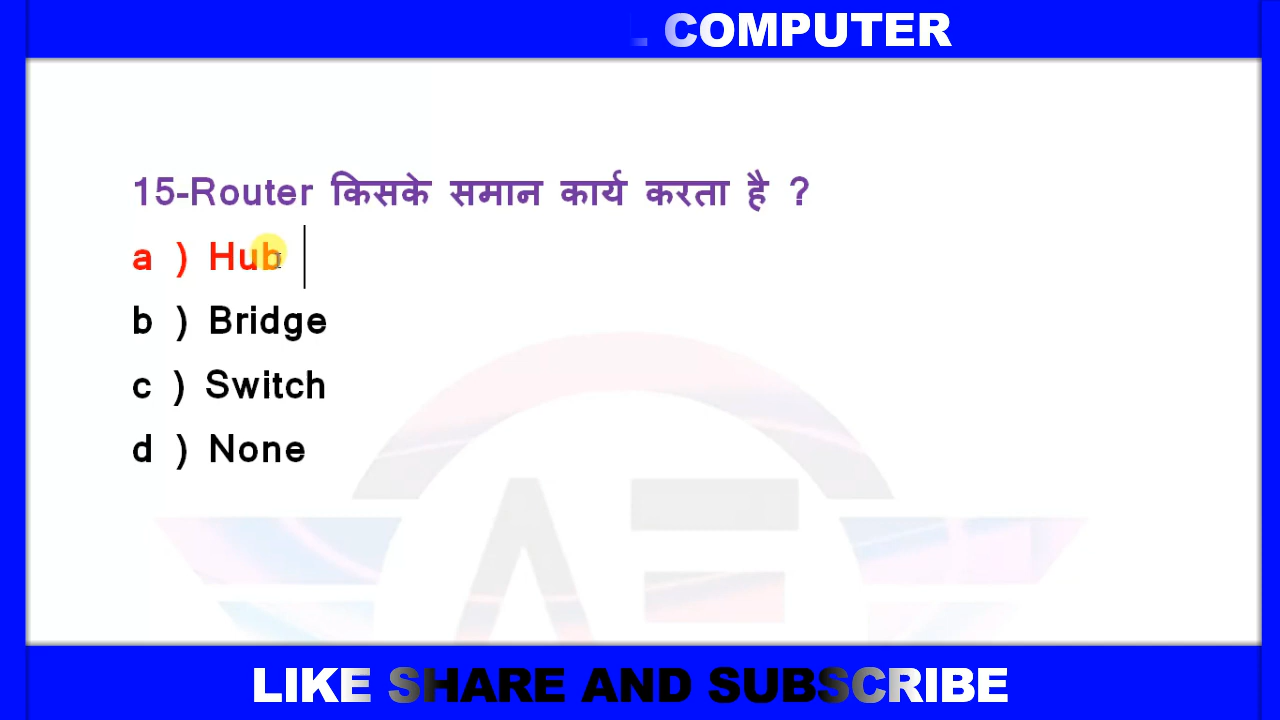 COMPUTER
15-Router किसके समान कार्य करता है ?
a ) Hub
b ) Bridge
c ) Switch
d ) None
LIKE SHARE AND SUBSCRIBE